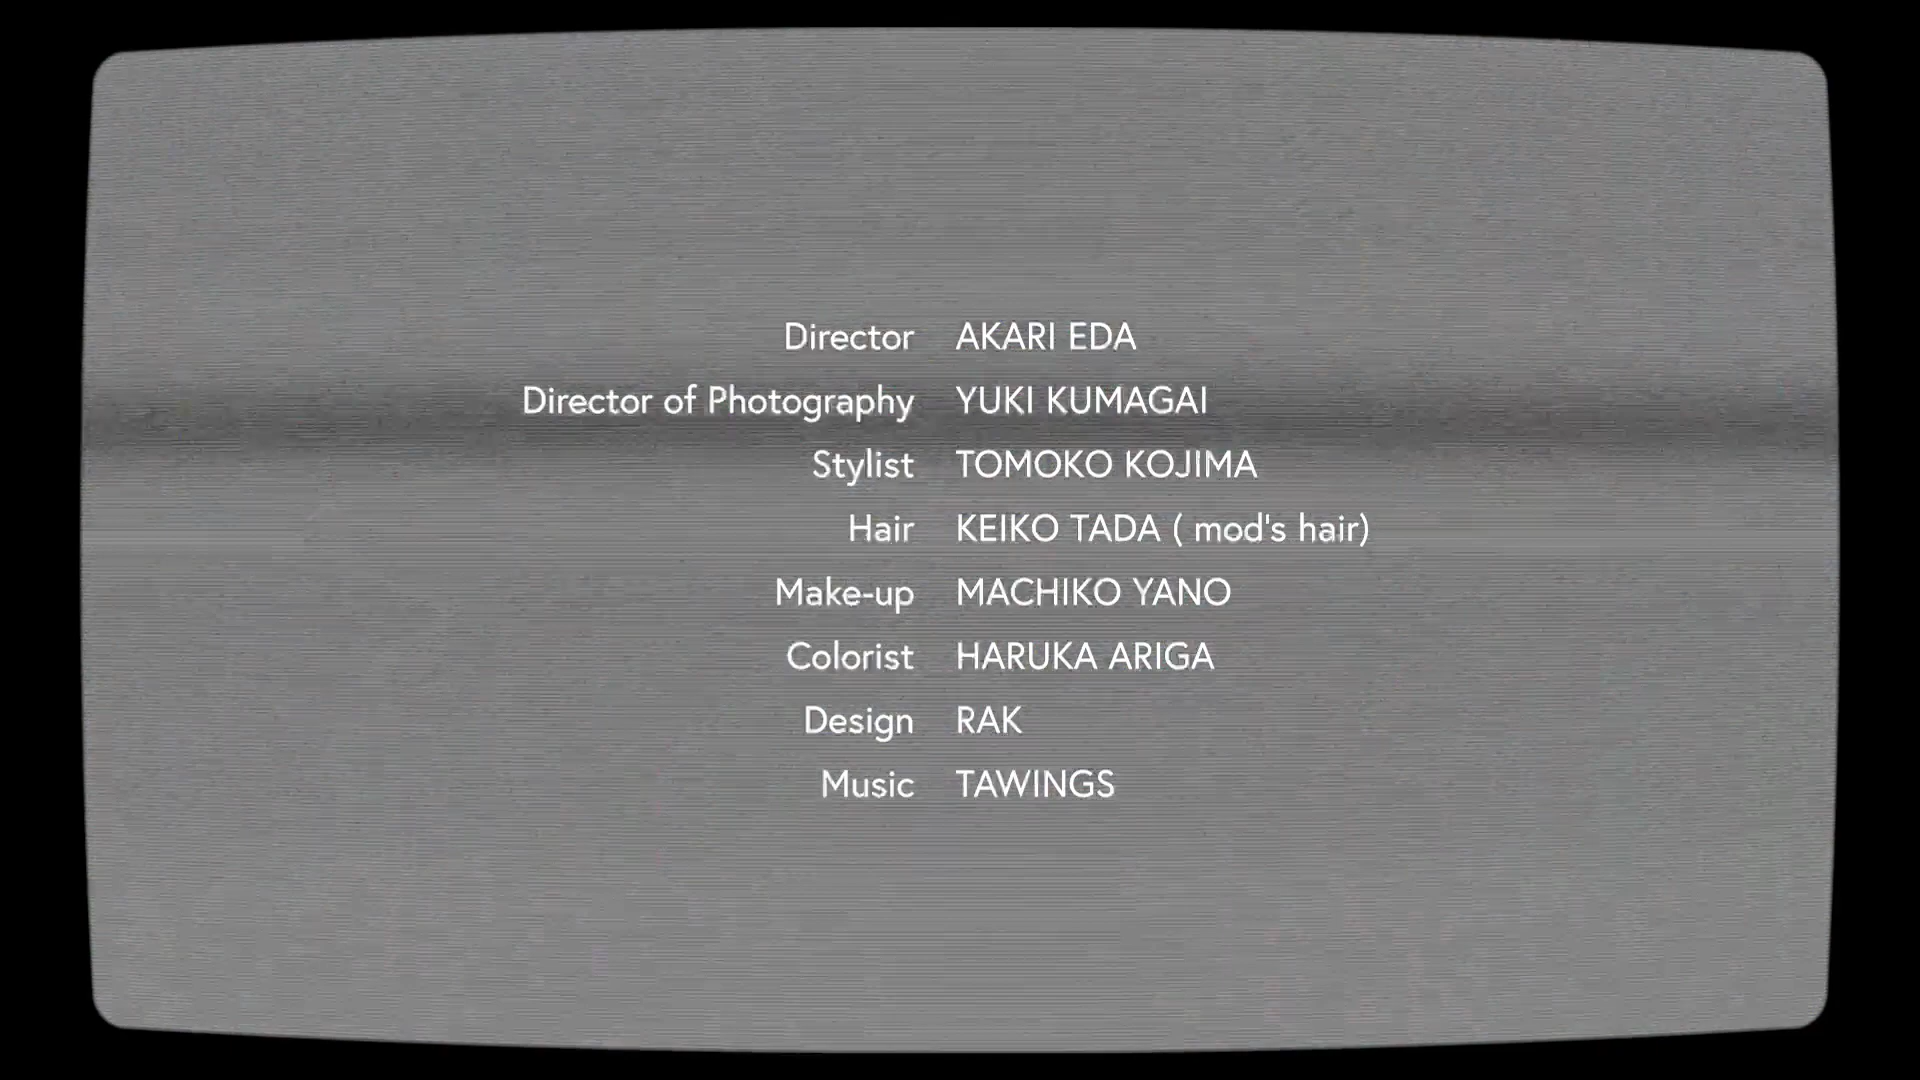 Director AKARI EDA
Director of Photography YUKI KUMAGAI
Stylist TOMOKO KOJIMA
Hair KEIKO TADA ( mod's hair)
Make-up MACHIKO YANO
Colorist HARUKA ARIGA
Design RAK
Music TAWINGS